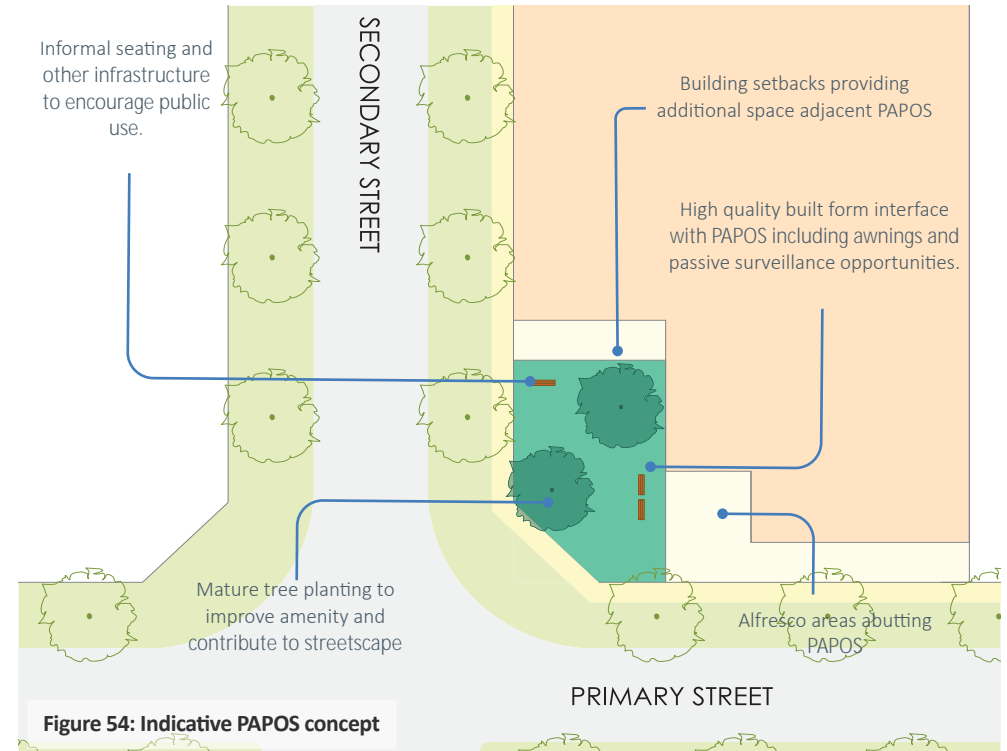 Informal seating and
other infrastructure
to encourage public
use.
SECONDARY STREET
Building setbacks providing
additional space adjacent PAPOS
High quality built form interface
with PAPOS including awnings and
passive surveillance opportunities.
Mature tree planting to
improve amenity and
contribute to streetscape
Alfresco areas abutting
PAPOS
PRIMARY STREET
Figure 54: Indicative PAPOS concept